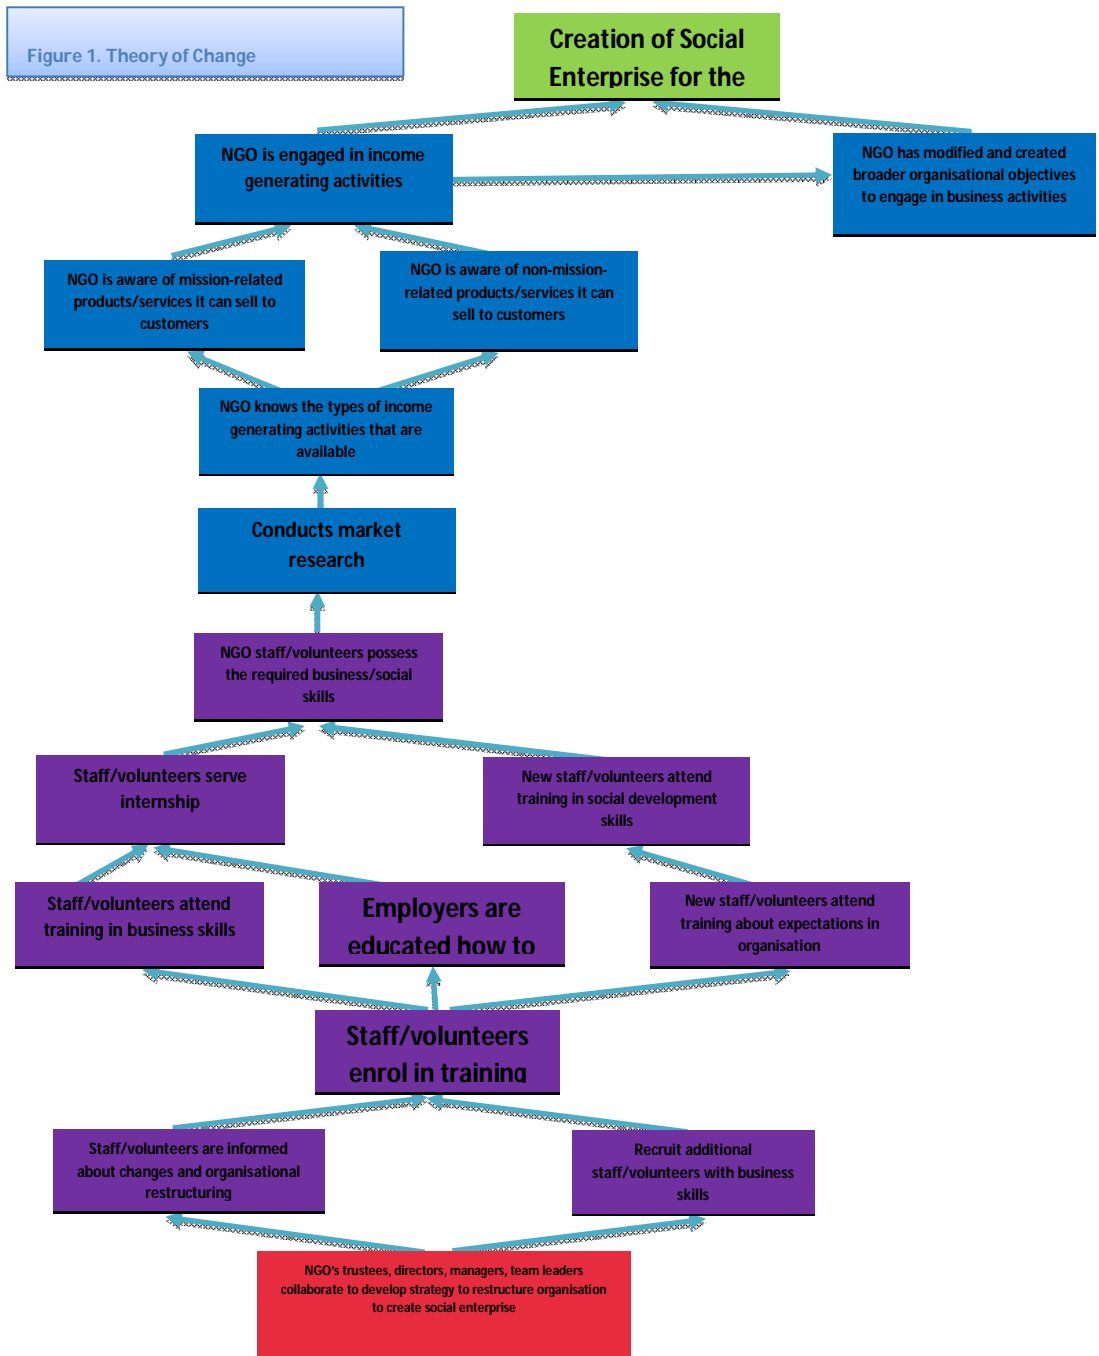 Figure 1. Theory of Change
Creation of Social
Enterprise for the
NGO is engaged in income
generating activities
NGO has modified and created
broader organisational objectives
to engage in business activities
NGO is aware of mission-related
products/services it can sell to
customers
NGO is aware of non-mission-
related products/services it can
sell to customers
NGO knows the types of income
generating activities that are
available
Conducts market
research
NGO staff/volunteers possess
the required business/social
skills
Staff/volunteers serve
internship
New staff/volunteers attend
training in social development
skills
Staff/volunteers attend
training in business skills
Employers are
educated how to
New staff/volunteers attend
training about expectations in
organisation
Staff/volunteers
enrol in training
Staff/volunteers are informed
about changes and organisational
restructuring
Recruit additional
staff/volunteers with business
skills
NGO's trustees, directors, managers, team leaders
collaborate to develop strategy to restructure organisation
to create social enterprise